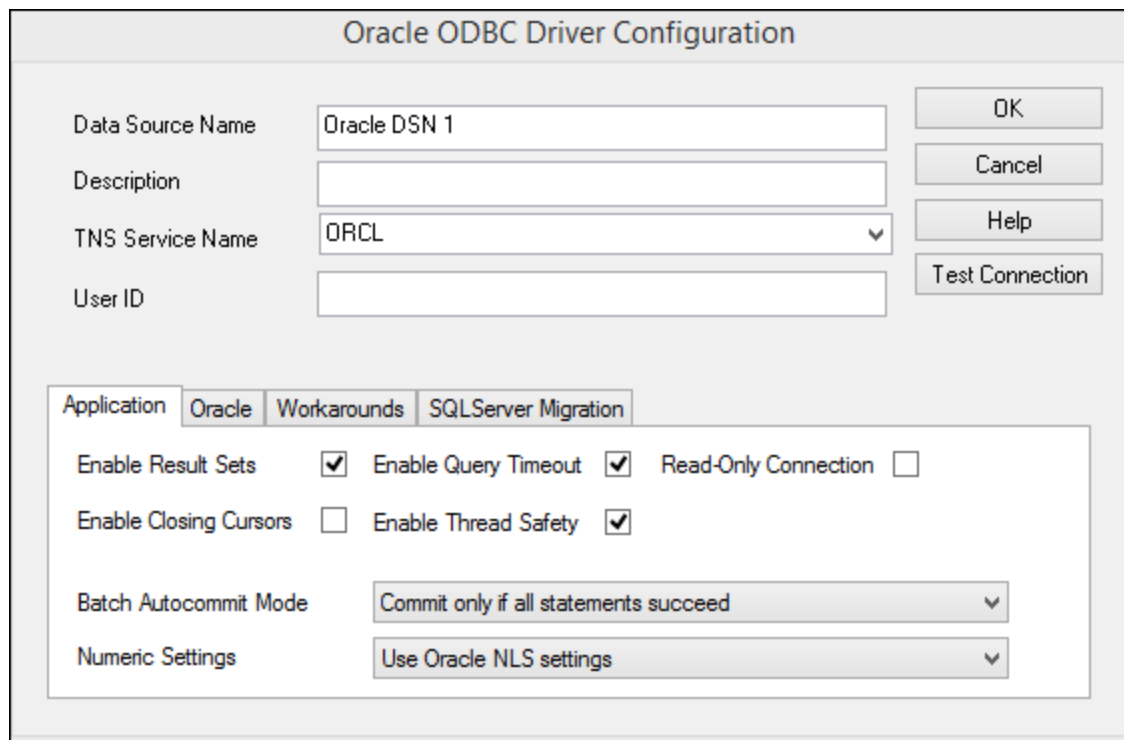 Oracle ODBC Driver Configuration
Data Source Name
Oracle DSN 1
OK
Description
Cancel
TNS Service Name
ORCL
Help
User ID
Test Connection
Application Oracle Workarounds SQLServer Migration
Enable Result Sets Enable Query Timeout Read-Only Connection
Enable Closing Cursors Enable Thread Safety
Batch Autocommit Mode Commit only if all statements succeed
Numeric Settings Use Oracle NLS settings